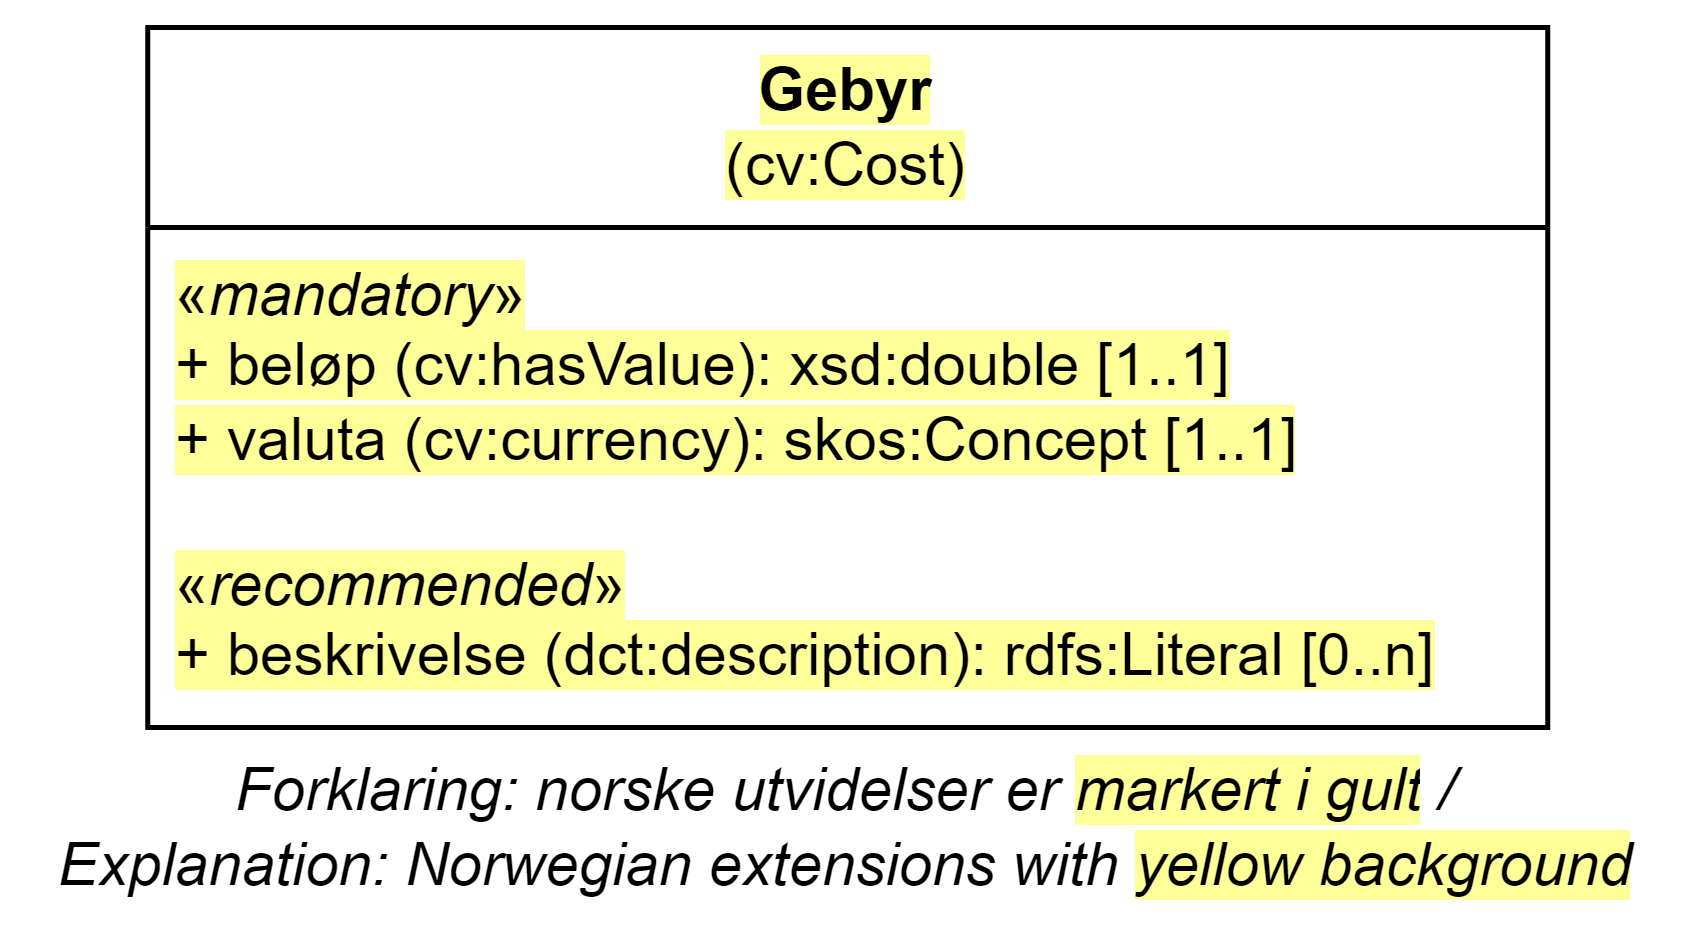 Gebyr
(cv:Cost)
«mandatory»
+ beløp (cv:hasValue): xsd:double [1..1]
+ valuta (cv:currency): skos:Concept [1..1]
«recommended»
+ beskrivelse (dct:description): rdfs:Literal [0..n]
Forklaring: norske utvidelser er markert i gult /
Explanation: Norwegian extensions with yellow background